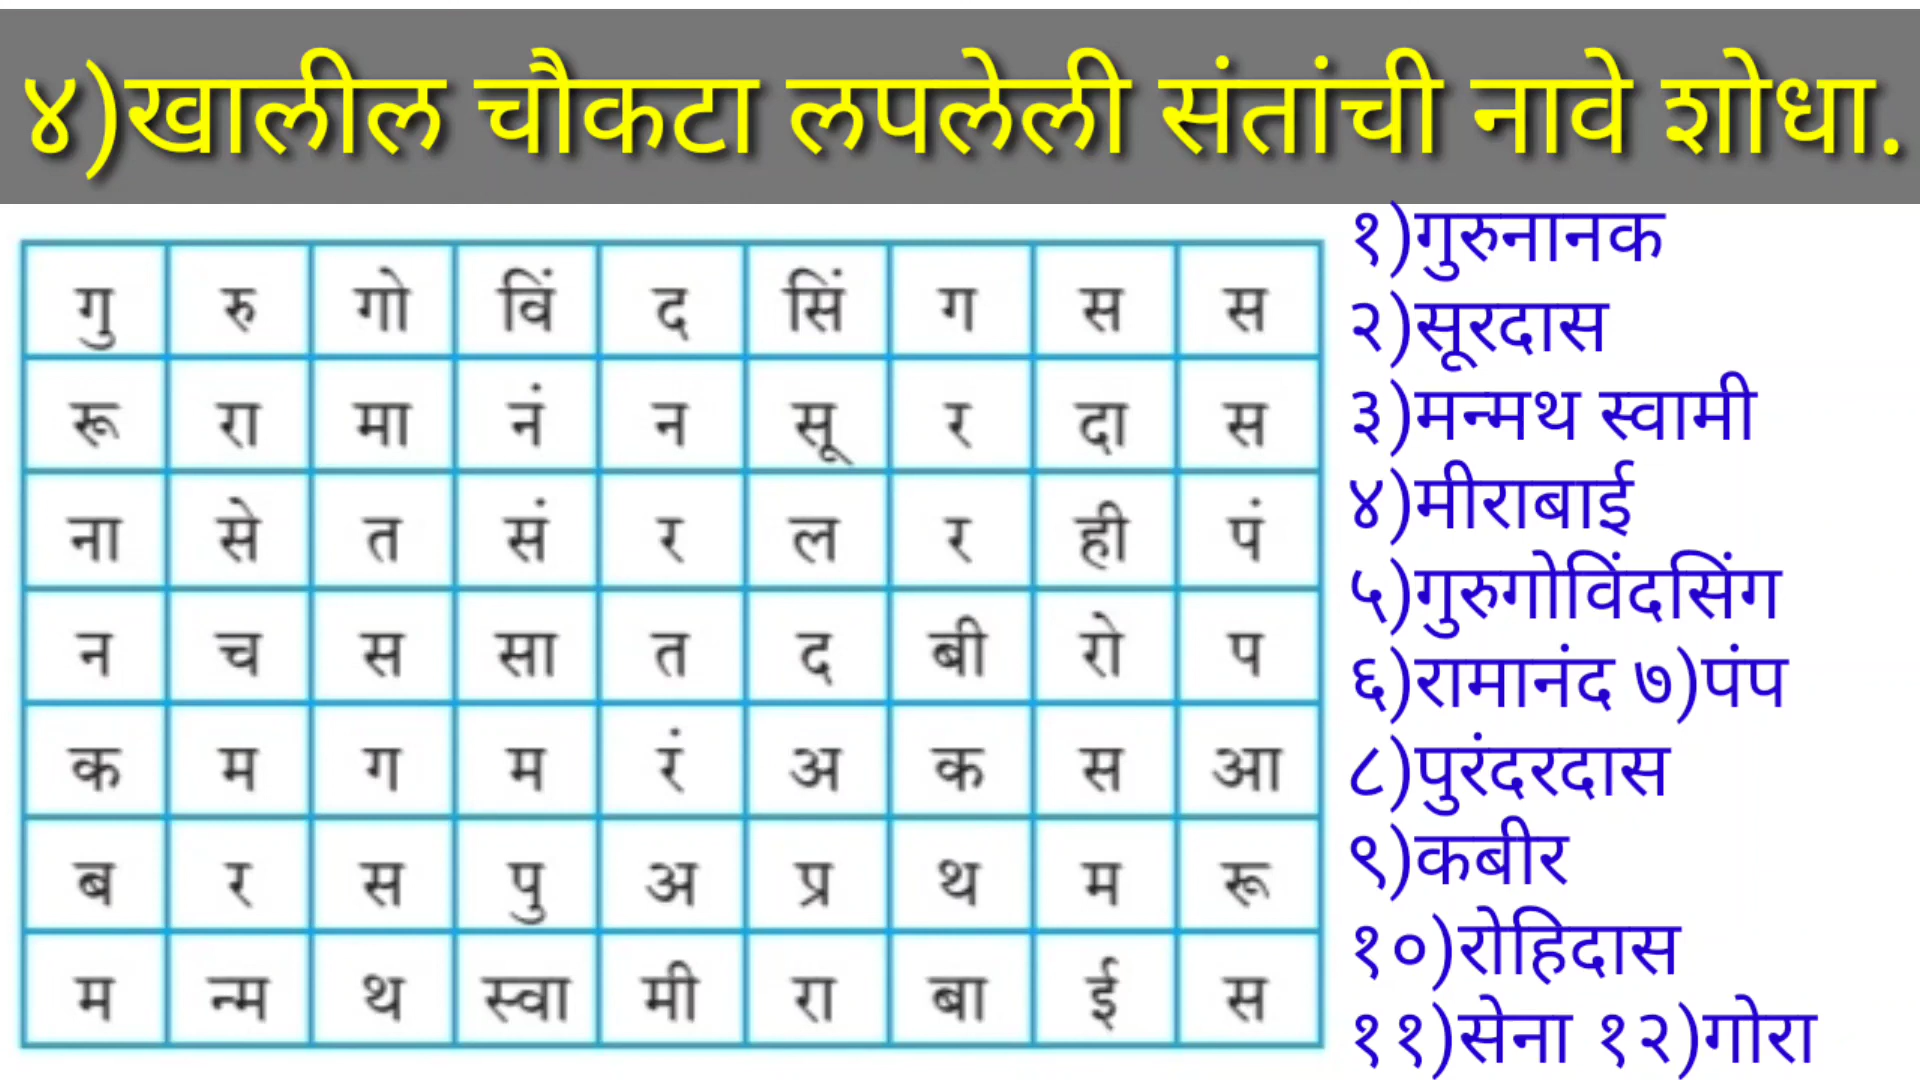 ४)खालील चौकटा लपलेली संतांची नावे शोधा.
गु रु गो विं द सिं ग स स
रू रा मा नं न सू र दा स
ना से त सं र ल र ही पं
न च स सा त द बी रो प
क म ग म रं अ क स आ
ब र स पु अ प्र थ म रू
म न्म थ स्वा मी रा बा ई स
१)गुरुनानक
२)सूरदास
३)मन्मथ स्वामी
४)मीराबाई
५)गुरुगोविंदसिंग
६)रामानंद ७)पंप
८)पुरंदरदास
९)कबीर
१०)रोहिदास
११)सेना १२)गोरा